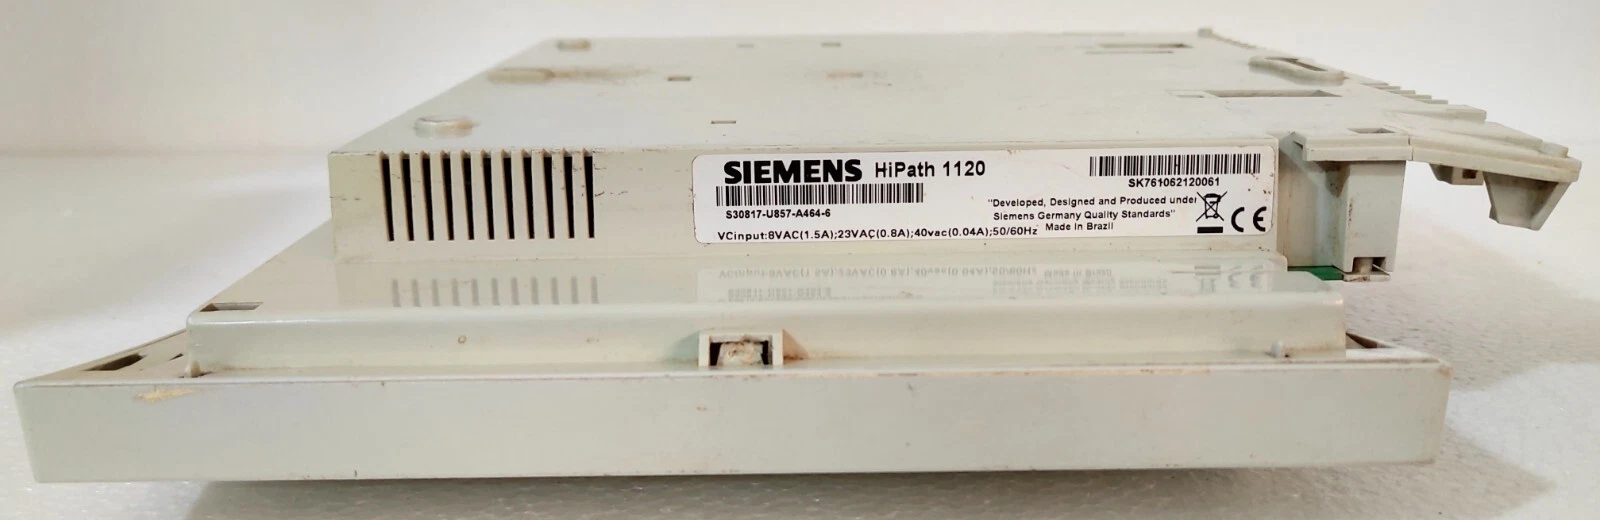 SIEMENS HiPath 1120
SK761062120061
S30817-U857-A464-6
"Developed, Designed and Produced under
Siemens Germany Quality Standards"
Made in Brazil
CE
VCinput:8VAC(1.5A);23VAC(0.8A);40vac(0.04A);50/60Hz